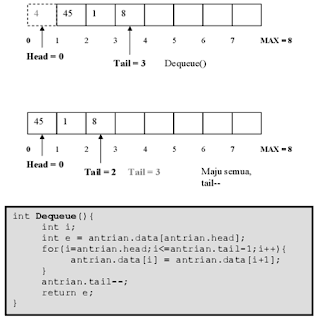 4 45 1 8
0 1 2 3 4 5 6 7 MAX = 8
Head = 0
Tail = 3 Dequeue()
45 1 8
0 1 2 3 4 5 6 7 MAX = 8
Head = 0
Tail = 2 Tail = 3 Maju semua,
tail--
int Dequeue(){
int i;
int e = antrian.data[antrian.head];
for(i=antrian.head;i<=antrian.tail-1;i++){
antrian.data[i] = antrian.data[i+1];
}
antrian.tail--;
return e;
}